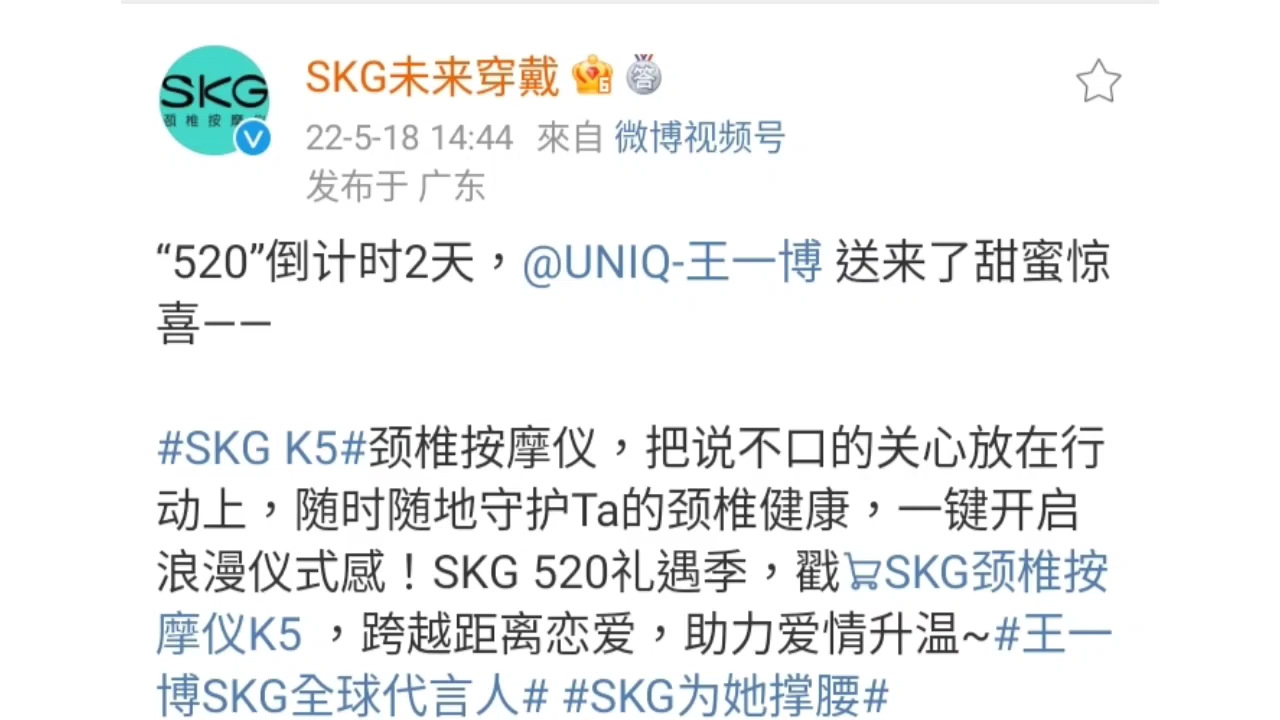 SKG
颈椎按摩仪
SKG未来穿戴
6
答
22-5-18 14:44 來自 微博视频号
发布于 广东
“520”倒计时2天，@UNIQ-王一博 送来了甜蜜惊
喜——
#SKG K5#颈椎按摩仪，把说不口的关心放在行
动上，随时随地守护Ta的颈椎健康，一键开启
浪漫仪式感！SKG 520礼遇季，戳SKG颈椎按
摩仪K5 ，跨越距离恋爱，助力爱情升温~#王一
博SKG全球代言人# #SKG为她撑腰#